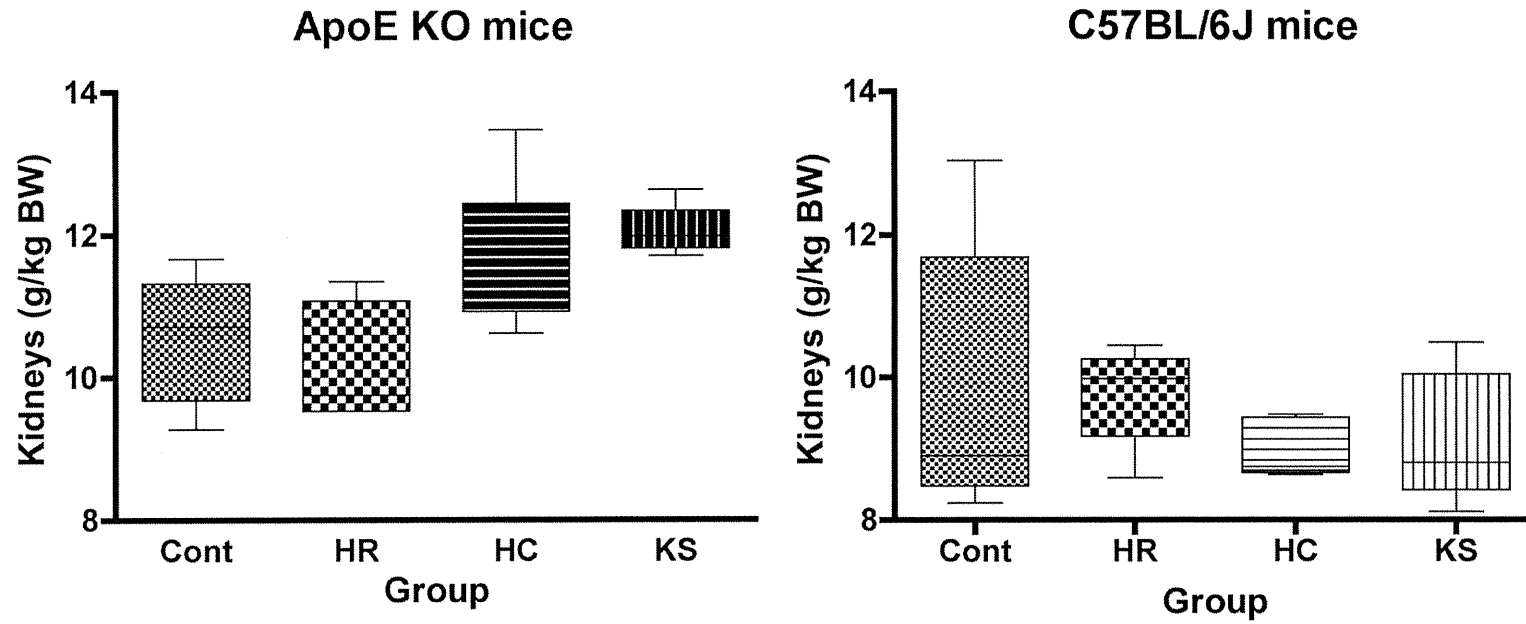 ApoE KO mice
Kidneys (g/kg BW)
14
12
10
8
Cont HR HC KS
Group
C57BL/6J mice
Kidneys (g/kg BW)
14
12
10
8
Cont HR HC KS
Group